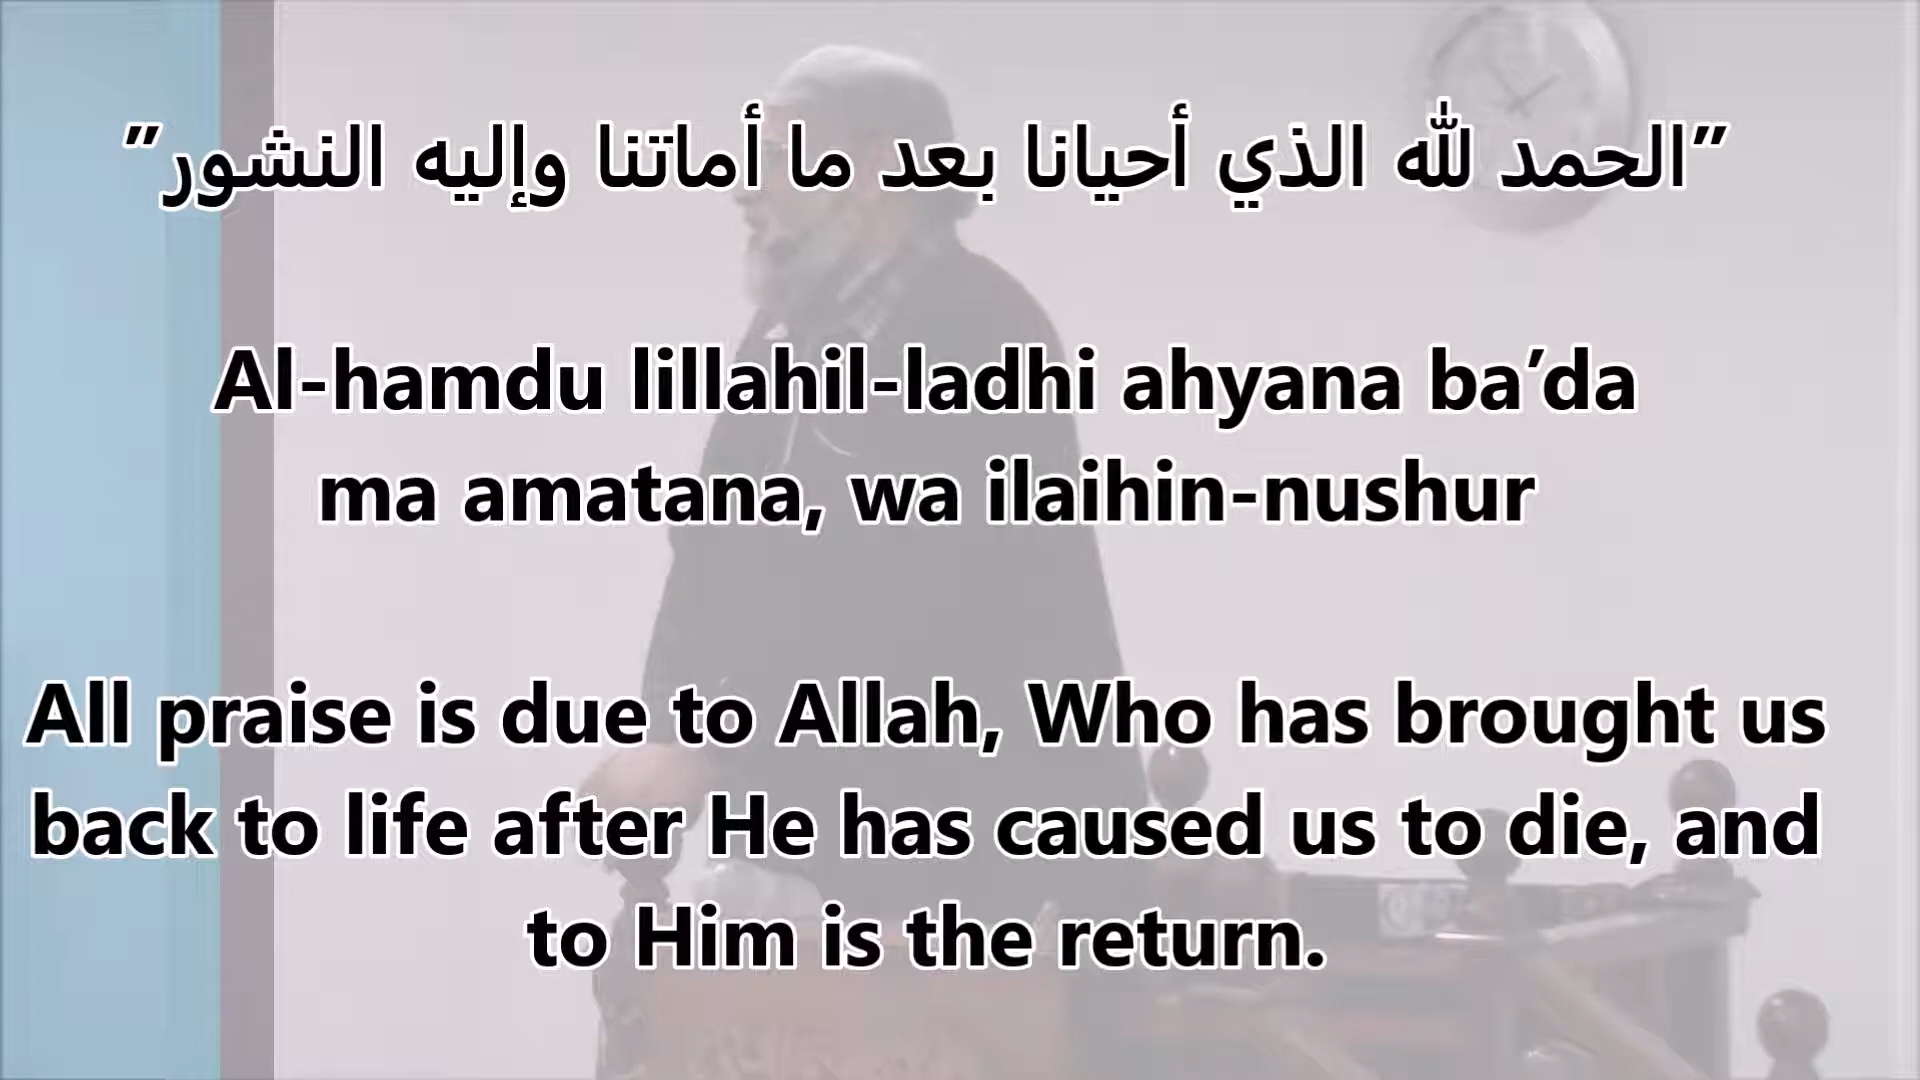 ”الحمد لله الذي أحيانا بعد ما أماتنا وإليه النشور”
Al-hamdu lillahil-ladhi ahyana ba’da
ma amatana, wa ilaihin-nushur
All praise is due to Allah, Who has brought us
back to life after He has caused us to die, and
to Him is the return.